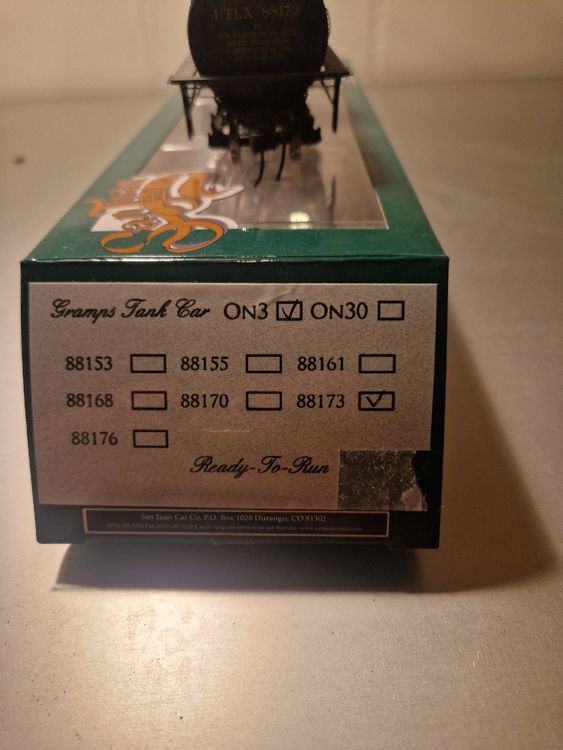 UTLX 88173
Gramps Tank Car ON3 ☑ ON30 ☐
88153 ☐ 88155 ☐ 88161 ☐
88168 ☐ 88170 ☐ 88173 ☑
88176 ☐
Ready-To-Run
San Juan Car Co. P.O. Box 1028 Durango, CO 81302